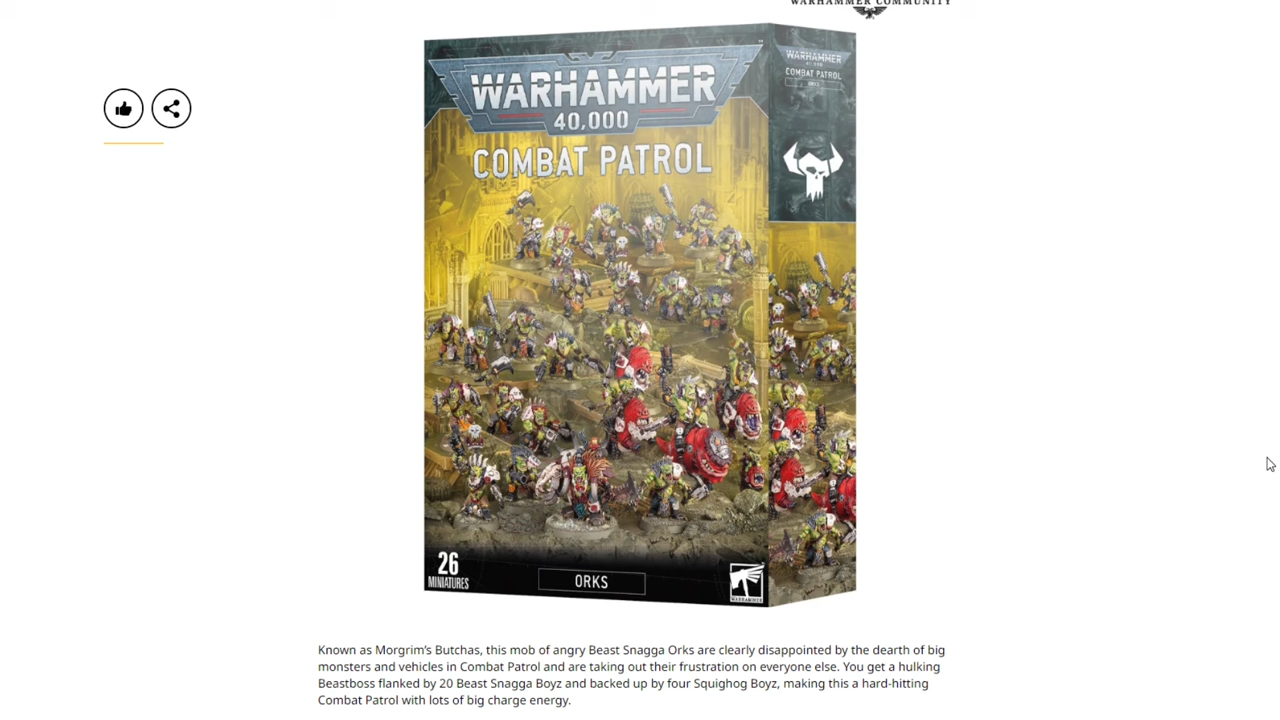 WARHAMMER COMMUNITY
WARHAMMER
40,000
COMBAT PATROL
WARHAMMER
40,000
COMBAT PATROL
ORKS
26
MINIATURES
ORKS
WARHAMMER
Known as Morgrim’s Butchas, this mob of angry Beast Snagga Orks are clearly disappointed by the dearth of big
monsters and vehicles in Combat Patrol and are taking out their frustration on everyone else. You get a hulking
Beastboss flanked by 20 Beast Snagga Boyz and backed up by four Squighog Boyz, making this a hard-hitting
Combat Patrol with lots of big charge energy.